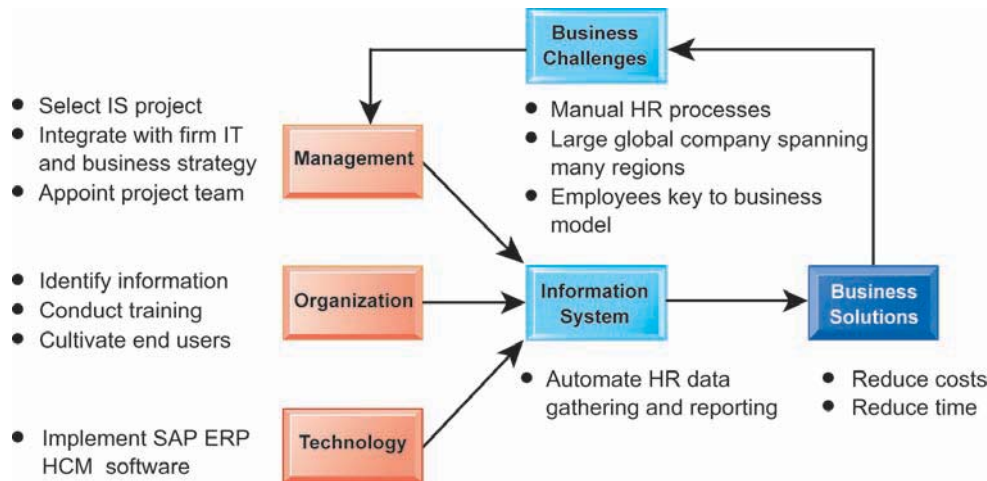 Business
Challenges
● Manual HR processes
● Large global company spanning
many regions
● Employees key to business
model
● Select IS project
● Integrate with firm IT
and business strategy
● Appoint project team
Management
● Identify information
● Conduct training
● Cultivate end users
Organization
Information
System
● Automate HR data
gathering and reporting
Business
Solutions
● Reduce costs
● Reduce time
● Implement SAP ERP
HCM software
Technology